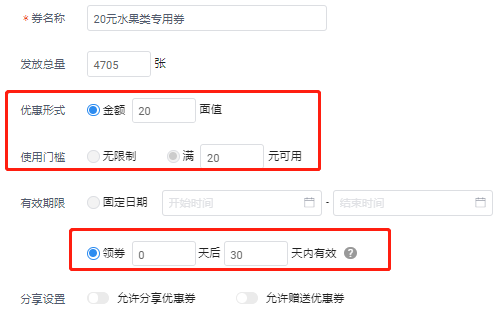 *券名称 20元水果类专用券
发放总量 4705 张
优惠形式 金额 20 面值
使用门槛 无限制 满 20 元可用
有效期限 固定日期 开始时间 - 结束时间
领券 0 天后 30 天内有效 ?
分享设置 允许分享优惠券 允许赠送优惠券